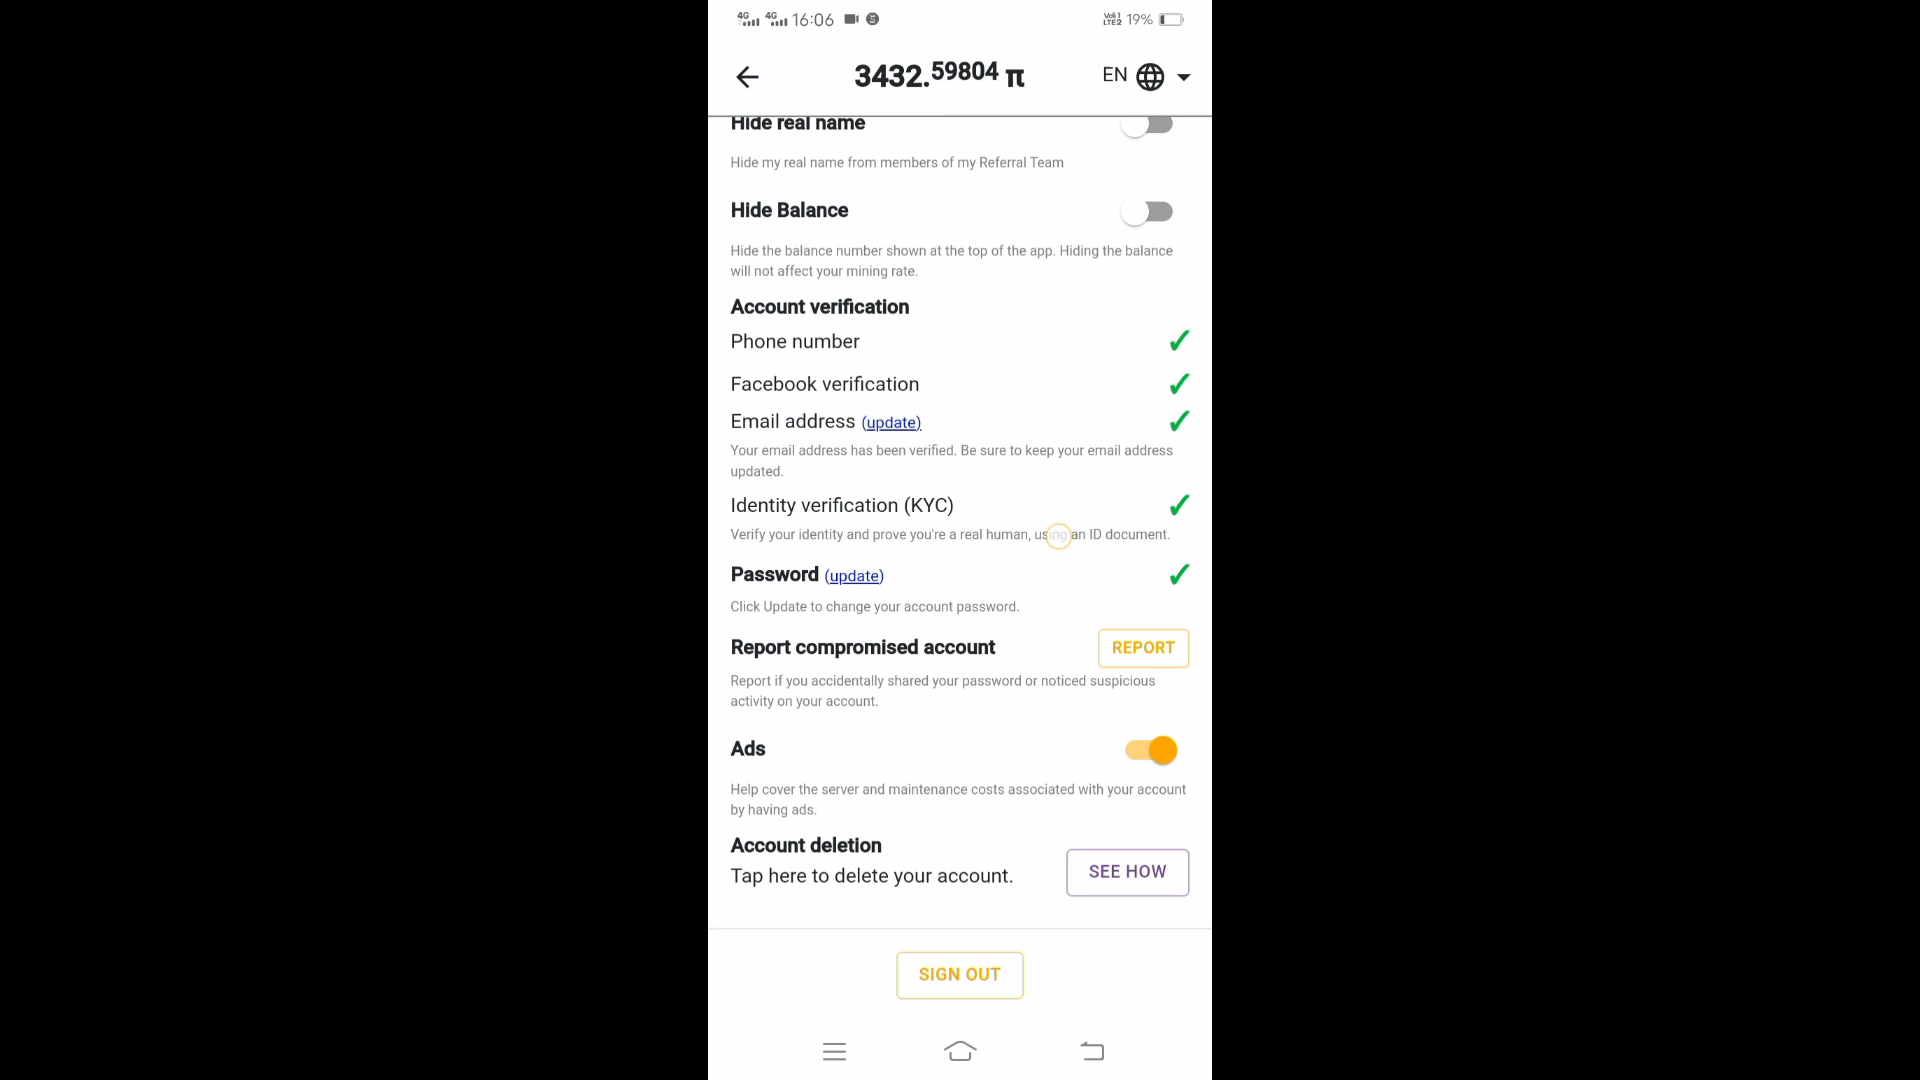 4G 4G 16:06 19%
3432.59804 π EN
Hide real name
Hide my real name from members of my Referral Team
Hide Balance
Hide the balance number shown at the top of the app. Hiding the balance
will not affect your mining rate.
Account verification
Phone number
Facebook verification
Email address (update)
Your email address has been verified. Be sure to keep your email address
updated.
Identity verification (KYC)
Verify your identity and prove you're a real human, using an ID document.
Password (update)
Click Update to change your account password.
Report compromised account REPORT
Report if you accidentally shared your password or noticed suspicious
activity on your account.
Ads
Help cover the server and maintenance costs associated with your account
by having ads.
Account deletion
Tap here to delete your account. SEE HOW
SIGN OUT